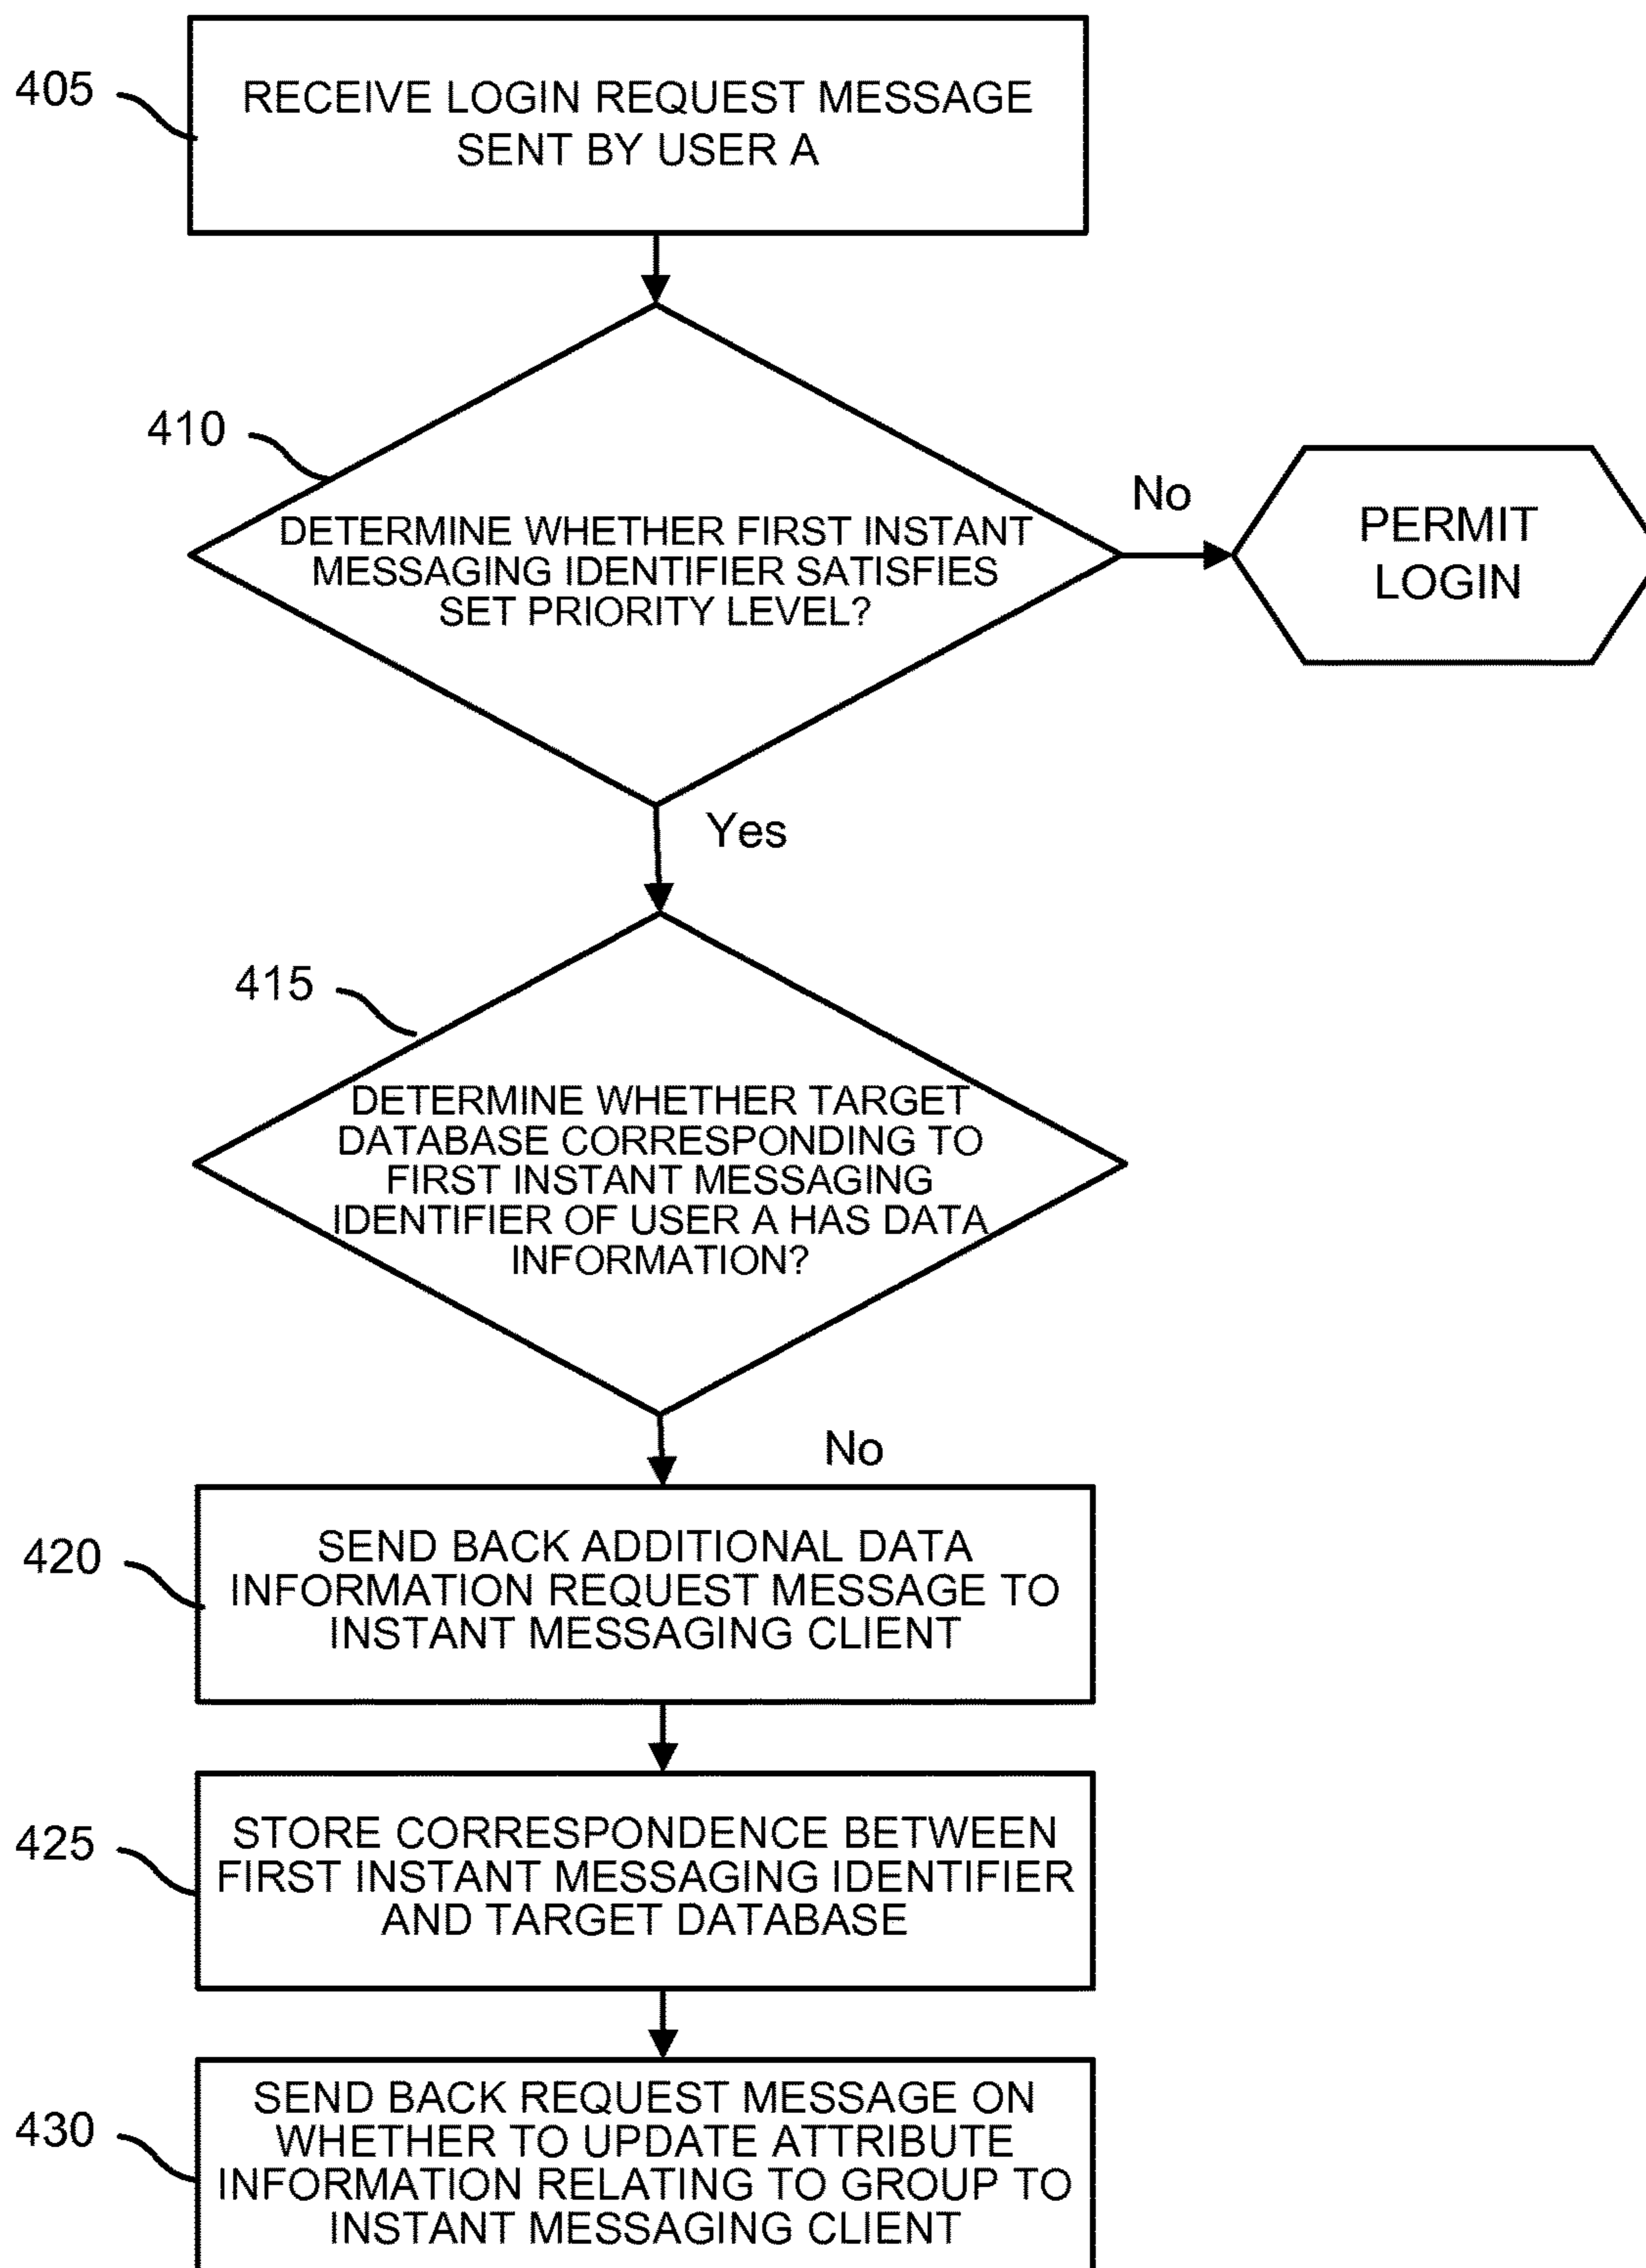 405
RECEIVE LOGIN REQUEST MESSAGE
SENT BY USER A
410
DETERMINE WHETHER FIRST INSTANT
MESSAGING IDENTIFIER SATISFIES
SET PRIORITY LEVEL?
No
PERMIT
LOGIN
Yes
415
DETERMINE WHETHER TARGET
DATABASE CORRESPONDING TO
FIRST INSTANT MESSAGING
IDENTIFIER OF USER A HAS DATA
INFORMATION?
No
420
SEND BACK ADDITIONAL DATA
INFORMATION REQUEST MESSAGE TO
INSTANT MESSAGING CLIENT
425
STORE CORRESPONDENCE BETWEEN
FIRST INSTANT MESSAGING IDENTIFIER
AND TARGET DATABASE
430
SEND BACK REQUEST MESSAGE ON
WHETHER TO UPDATE ATTRIBUTE
INFORMATION RELATING TO GROUP TO
INSTANT MESSAGING CLIENT